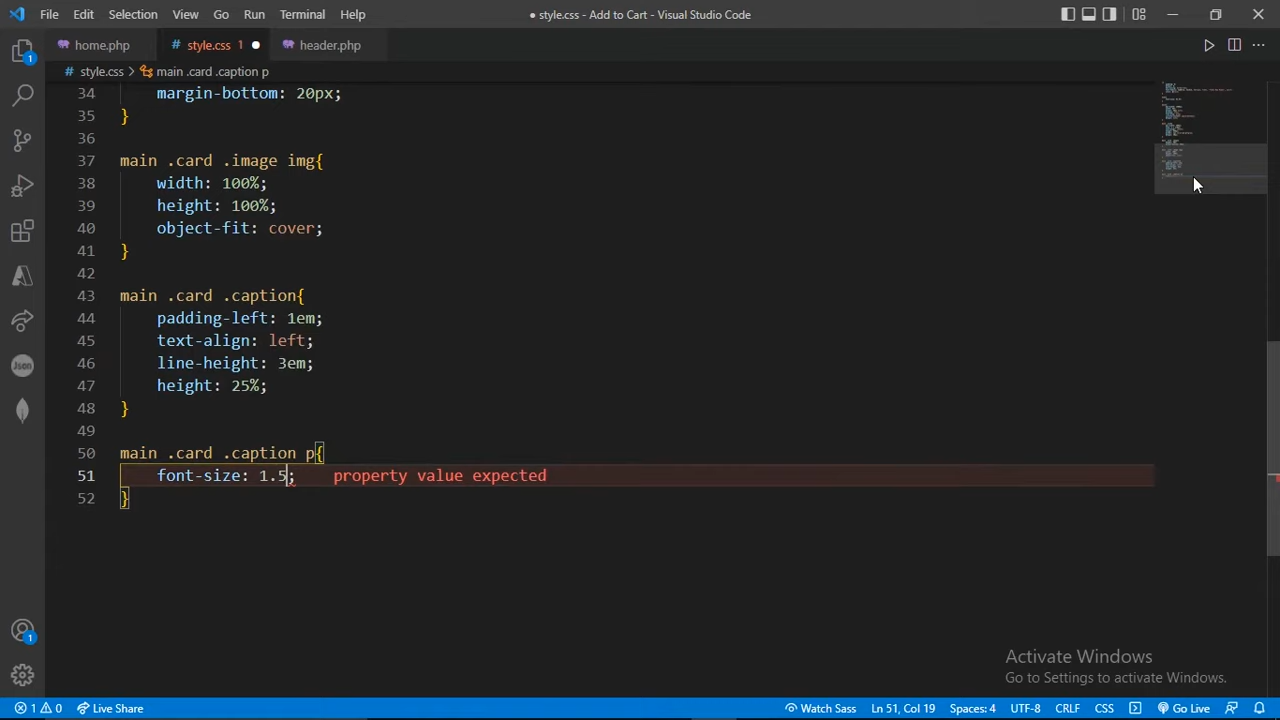 File Edit Selection View Go Run Terminal Help
● style.css - Add to Cart - Visual Studio Code
home.php
# style.css 1 ●
header.php
# style.css > main .card .caption p
34 margin-bottom: 20px;
35 }
36
37 main .card .image img{
38 width: 100%;
39 height: 100%;
40 object-fit: cover;
41 }
42
43 main .card .caption{
44 padding-left: 1em;
45 text-align: left;
46 line-height: 3em;
47 height: 25%;
48 }
49
50 main .card .caption p{
51 font-size: 1.5; property value expected
52 }
1
Json
1
Activate Windows
Go to Settings to activate Windows.
1 0 Live Share Watch Sass Ln 51, Col 19 Spaces: 4 UTF-8 CRLF CSS Go Live